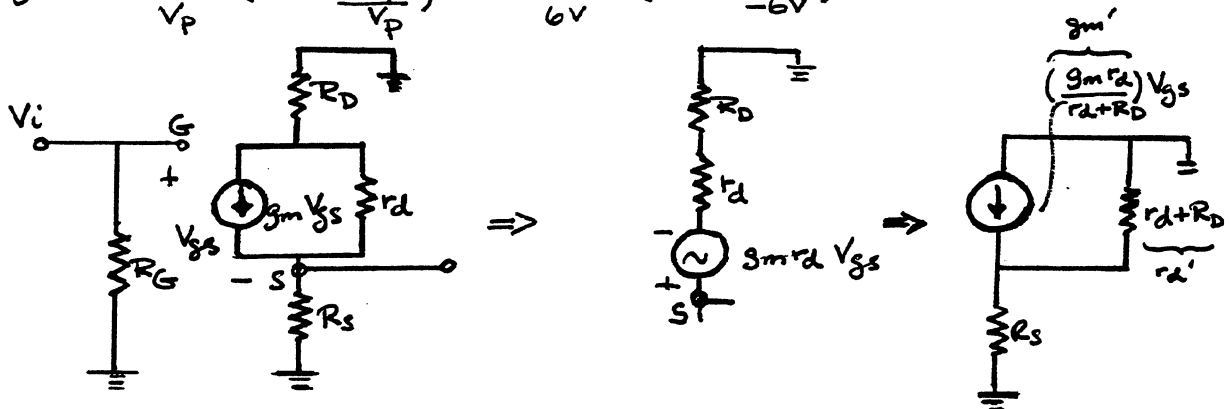 Vp Vp 6V -6V
gm'
(gm rd / rd+RD) Vgs
RD RD
Vi G
+
gm Vgs rd rd
Vgs => - =>
rd+RD
RG - S gm rd Vgs rd'
+
S
RS RS